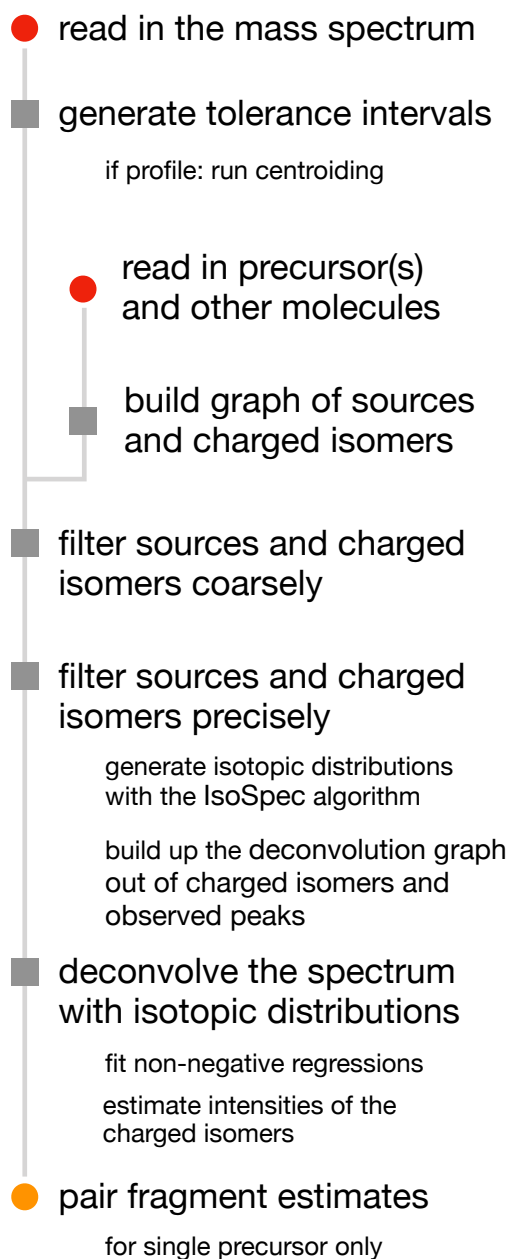 read in the mass spectrum
generate tolerance intervals
if profile: run centroiding
read in precursor(s)
and other molecules
build graph of sources
and charged isomers
filter sources and charged
isomers coarsely
filter sources and charged
isomers precisely
generate isotopic distributions
with the IsoSpec algorithm
build up the deconvolution graph
out of charged isomers and
observed peaks
deconvolve the spectrum
with isotopic distributions
fit non-negative regressions
estimate intensities of the
charged isomers
pair fragment estimates
for single precursor only